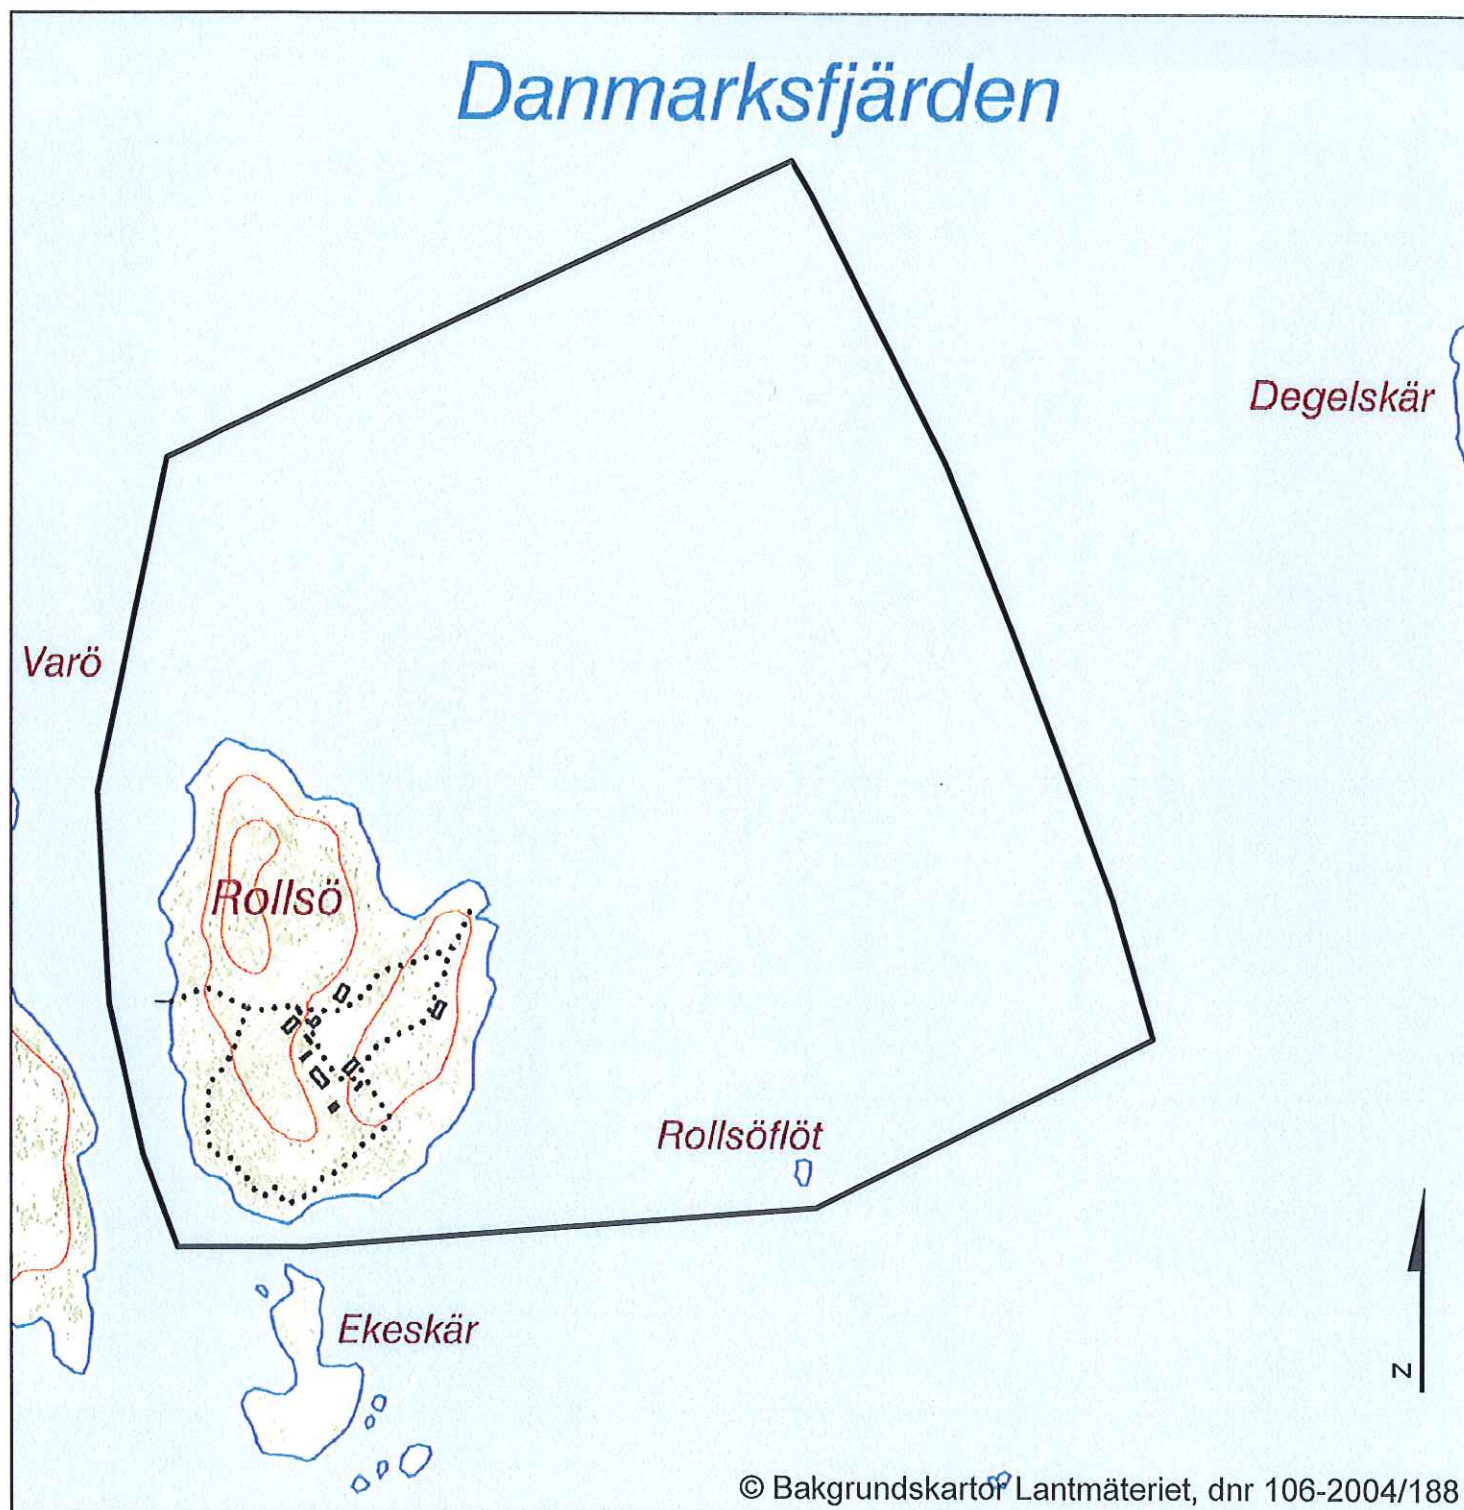 Danmarksfjärden
Degelskär
Varö
Rollsö
Rollsöflöt
Ekeskär
N
© Bakgrundskartor Lantmäteriet, dnr 106-2004/188